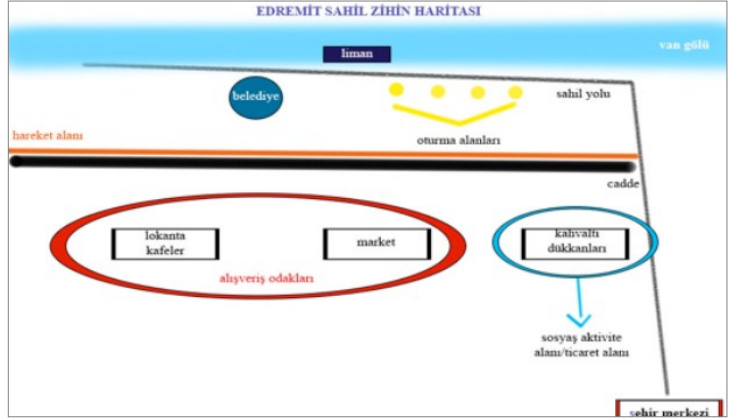 EDREMİT SAHİL ZİHİN HARİTASI
van gölü
liman
belediye
sahil yolu
hareket alanı
oturma alanları
cadde
lokanta
kafeler
market
kahvaltı
dükkanları
alışveriş odakları
sosyaş aktivite
alanı/ticaret alanı
şehir merkezi